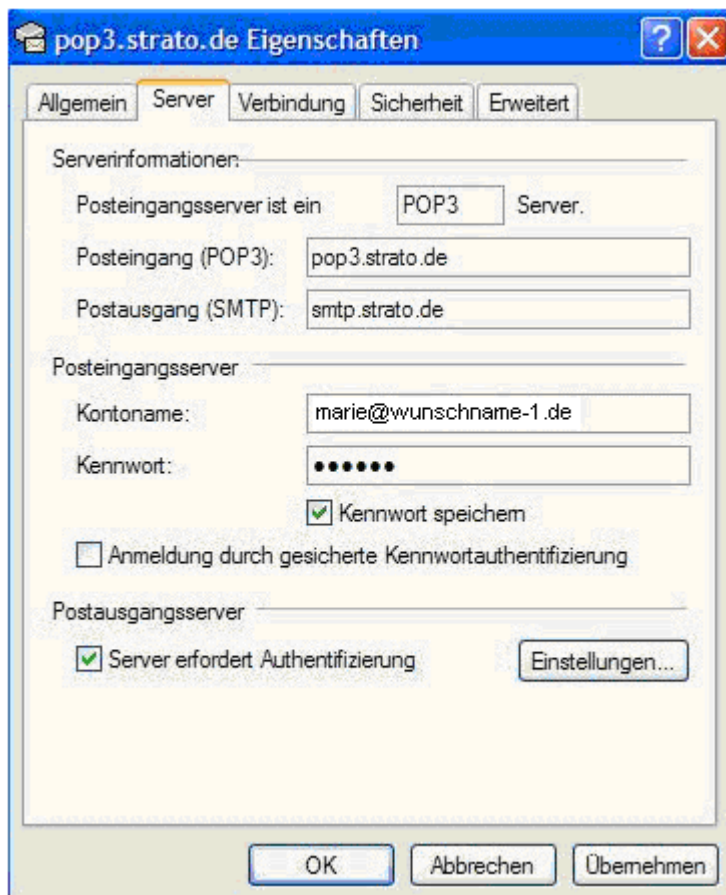 pop3.strato.de Eigenschaften
Allgemein Server Verbindung Sicherheit Erweitert
Serverinformationen:
Posteingangsserver ist ein POP3 Server.
Posteingang (POP3): pop3.strato.de
Postausgang (SMTP): smtp.strato.de
Posteingangsserver
Kontoname: marie@wunschname-1.de
Kennwort: ••••••
Kennwort speichern
Anmeldung durch gesicherte Kennwortauthentifizierung
Postausgangsserver
Server erfordert Authentifizierung Einstellungen...
OK Abbrechen Übernehmen